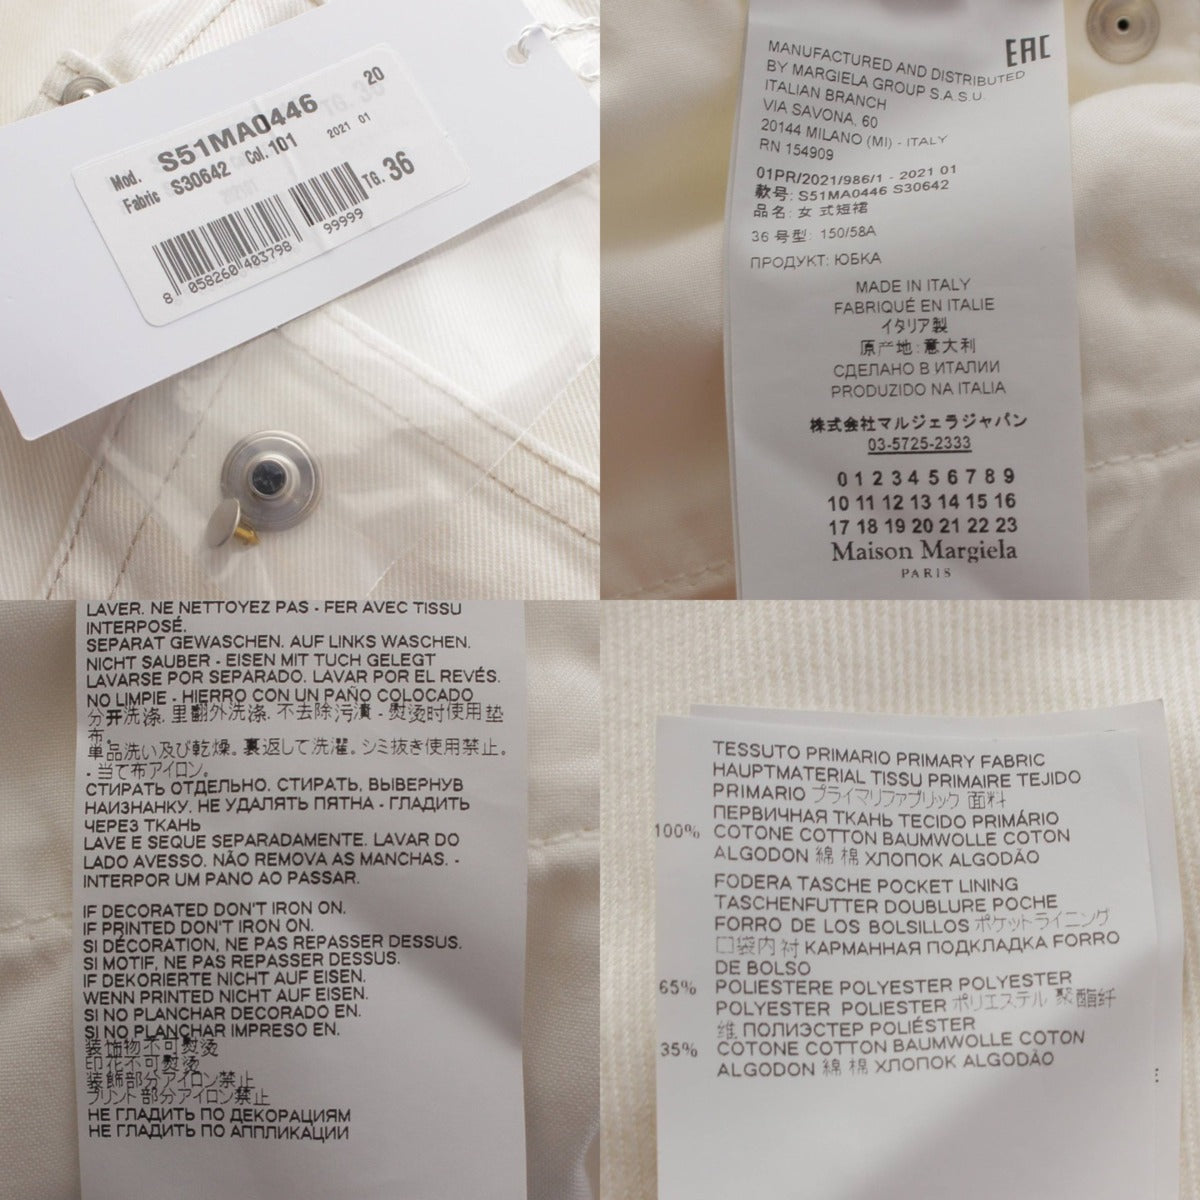 20
Mod. S51MA0446
Fabric S30642 Col. 101 2021 01
TG. 36
8 058260 403798 99999
EAC
MANUFACTURED AND DISTRIBUTED
BY MARGIELA GROUP S.A.S.U.
ITALIAN BRANCH
VIA SAVONA, 60
20144 MILANO (MI) - ITALY
RN 154909
01PR/2021/986/1 - 2021 01
款号: S51MA0446 S30642
品名: 女 式短裙
36 号型: 150/58A
ПРОДУКТ: ЮБКА
MADE IN ITALY
FABRIQUÉ EN ITALIE
イタリア製
原产地: 意大利
СДЕЛАНО В ИТАЛИИ
PRODUZIDO NA ITALIA
株式会社マルジェラジャパン
03-5725-2333
0 1 2 3 4 5 6 7 8 9
10 11 12 13 14 15 16
17 18 19 20 21 22 23
Maison Margiela
PARIS
LAVER. NE NETTOYEZ PAS - FER AVEC TISSU
INTERPOSÉ.
SEPARAT GEWASCHEN. AUF LINKS WASCHEN.
NICHT SAUBER - EISEN MIT TUCH GELEGT
LAVARSE POR SEPARADO. LAVAR POR EL REVÉS.
NO LIMPIE - HIERRO CON UN PAÑO COLOCADO
分开洗涤. 里翻外洗涤. 不去除污渍 - 熨烫时使用垫
布。
単品洗い及び乾燥。裏返して洗濯。シミ抜き使用禁止。
- 当て布アイロン。
СТИРАТЬ ОТДЕЛЬНО. СТИРАТЬ, ВЫВЕРНУВ
НАИЗНАНКУ. НЕ УДАЛЯТЬ ПЯТНА - ГЛАДИТЬ
ЧЕРЕЗ ТКАНЬ
LAVE E SEQUE SEPARADAMENTE. LAVAR DO
LADO AVESSO. NÃO REMOVA AS MANCHAS. -
INTERPOR UM PANO AO PASSAR.
IF DECORATED DON'T IRON ON.
IF PRINTED DON'T IRON ON.
SI DÉCORATION, NE PAS REPASSER DESSUS.
SI MOTIF, NE PAS REPASSER DESSUS.
IF DEKORIERTE NICHT AUF EISEN.
WENN PRINTED NICHT AUF EISEN.
SI NO PLANCHAR DECORADO EN.
SI NO PLANCHAR IMPRESO EN.
装饰物不可熨烫
印花不可熨烫
装飾部分アイロン禁止
プリント部分アイロン禁止
НЕ ГЛАДИТЬ ПО ДЕКОРАЦИЯМ
НЕ ГЛАДИТЬ ПО АППЛИКАЦИИ
TESSUTO PRIMARIO PRIMARY FABRIC
HAUPTMATERIAL TISSU PRIMAIRE TEJIDO
PRIMARIO プライマリファブリック 面料
ПЕРВИЧНАЯ ТКАНЬ TECIDO PRIMÁRIO
100% COTONE COTTON BAUMWOLLE COTON
ALGODON 綿 棉 ХЛОПОК ALGODÃO
FODERA TASCHE POCKET LINING
TASCHENFUTTER DOUBLURE POCHE
FORRO DE LOS BOLSILLOS ポケットライニング
口袋内 衬 КАРМАННАЯ ПОДКЛАДКА FORRO
DE BOLSO
65% POLIESTERE POLYESTER POLYESTER
POLYESTER POLIESTER ポリエステル 聚酯纤
维 ПОЛИЭСТЕР POLIÉSTER
35% COTONE COTTON BAUMWOLLE COTON
ALGODON 綿 棉 ХЛОПОК ALGODÃO